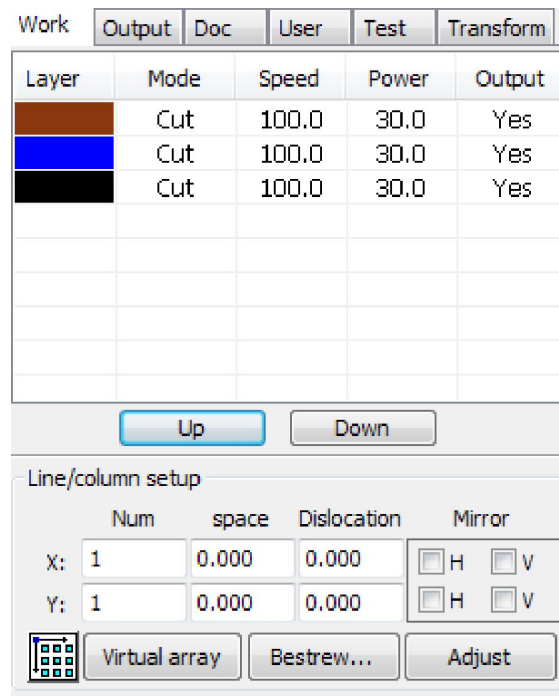 Work Output Doc User Test Transform
Layer Mode Speed Power Output
Cut 100.0 30.0 Yes
Cut 100.0 30.0 Yes
Cut 100.0 30.0 Yes
Up Down
Line/column setup
Num space Dislocation Mirror
X: 1 0.000 0.000 H V
Y: 1 0.000 0.000 H V
Virtual array Bestrew... Adjust